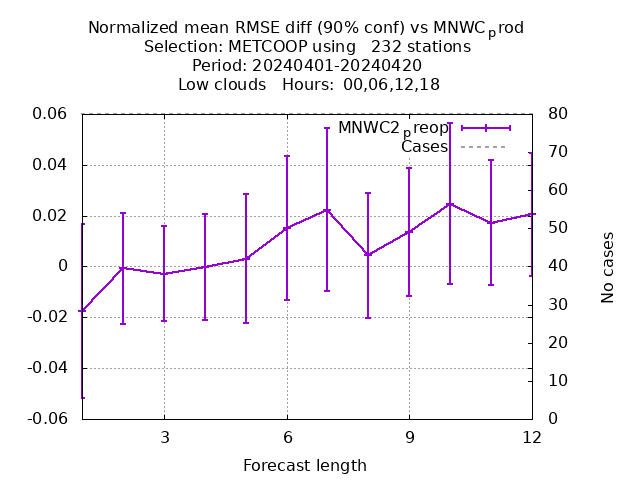 Normalized mean RMSE diff (90% conf) vs MNWCprod
Selection: METCOOP using   232 stations
Period: 20240401-20240420
Low clouds   Hours:  00,06,12,18
MNWC2preop
Cases
0.06
0.04
0.02
0
-0.02
-0.04
-0.06
80
70
60
50
40
30
20
10
0
No cases
3
6
9
12
Forecast length